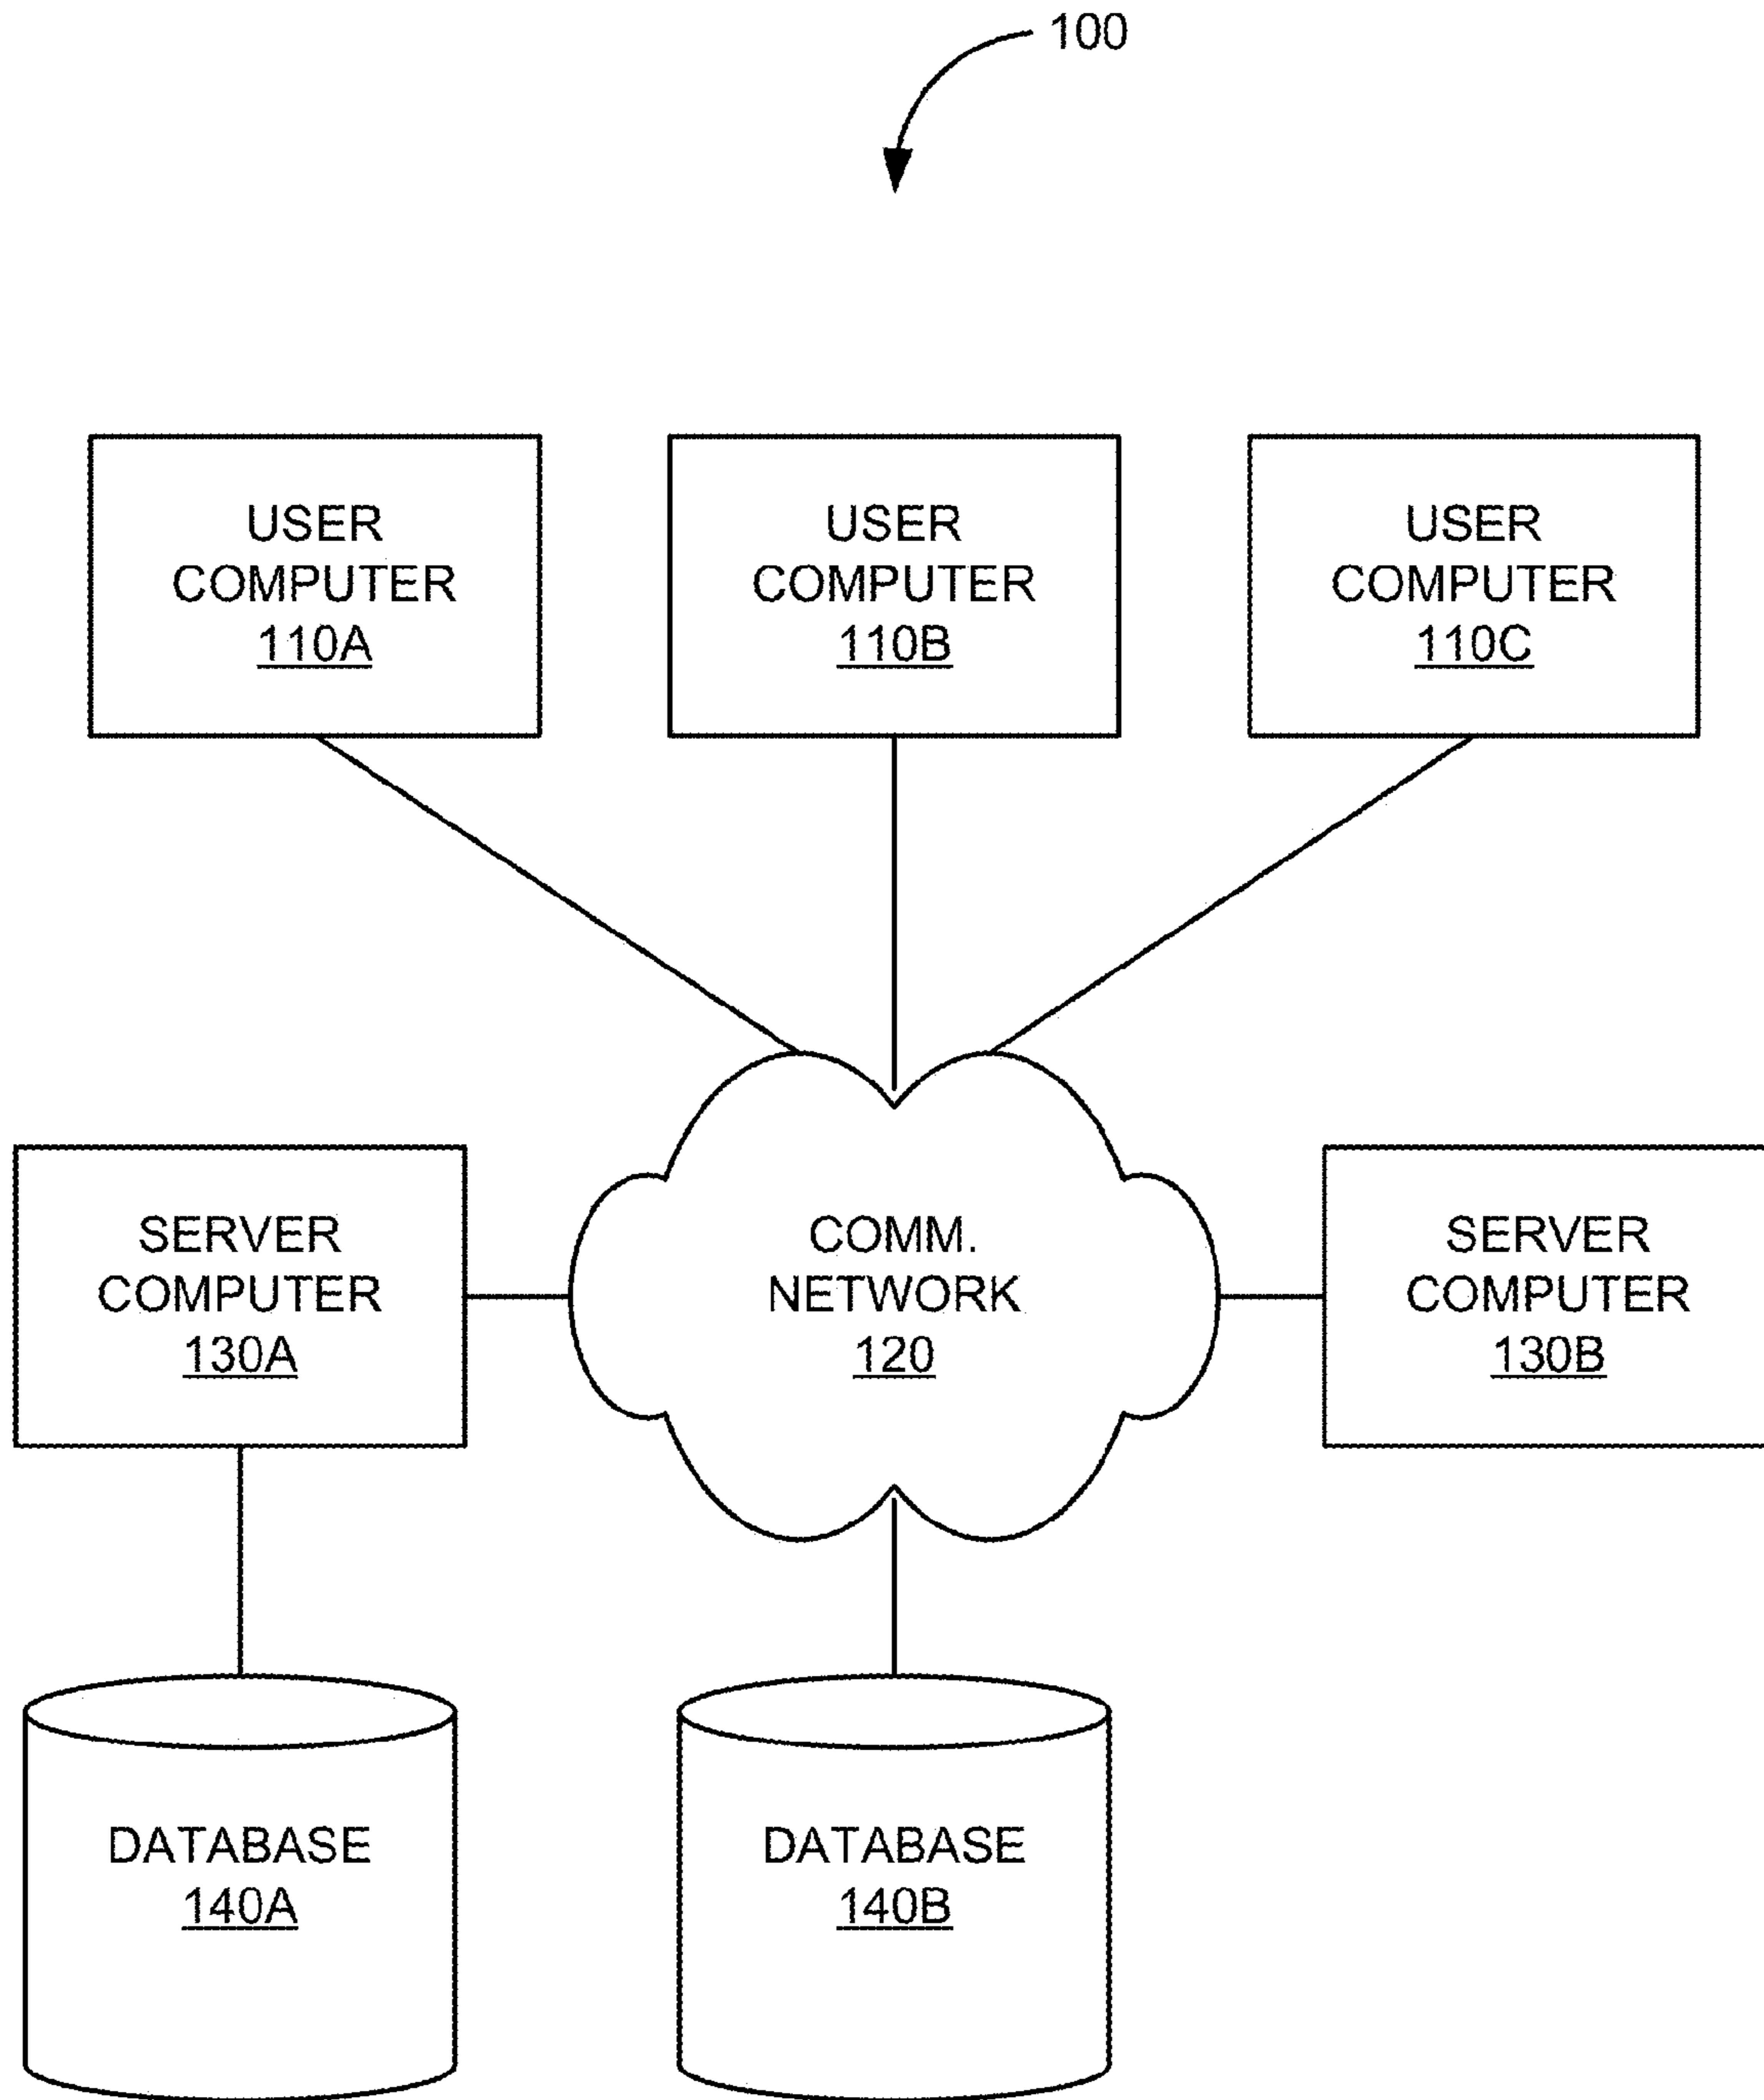 100
USER
COMPUTER
110A
USER
COMPUTER
110B
USER
COMPUTER
110C
SERVER
COMPUTER
130A
COMM.
NETWORK
120
SERVER
COMPUTER
130B
DATABASE
140A
DATABASE
140B